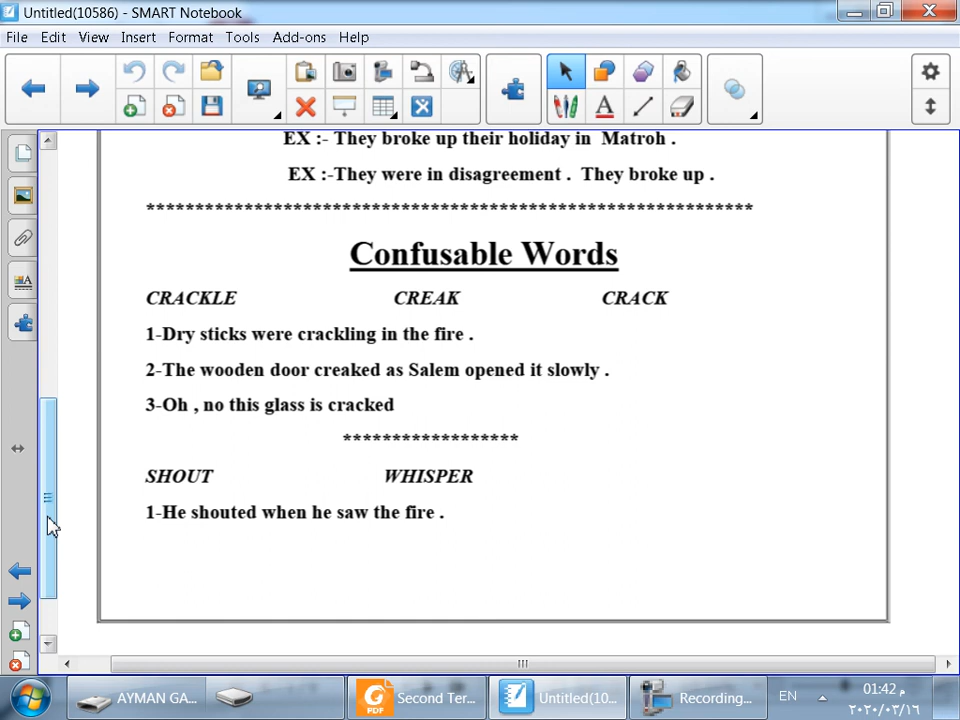 Untitled(10586) - SMART Notebook
File Edit View Insert Format Tools Add-ons Help
EX :- They broke up their holiday in Matroh .
EX :-They were in disagreement . They broke up .
**************************************************************
Confusable Words
CRACKLE CREAK CRACK
1-Dry sticks were crackling in the fire .
2-The wooden door creaked as Salem opened it slowly .
3-Oh , no this glass is cracked
******************
SHOUT WHISPER
1-He shouted when he saw the fire .
AYMAN GA... Second Ter... Untitled(10... Recording... EN 01:42 م
PDF ٢٠٢٠/٠٣/١٦